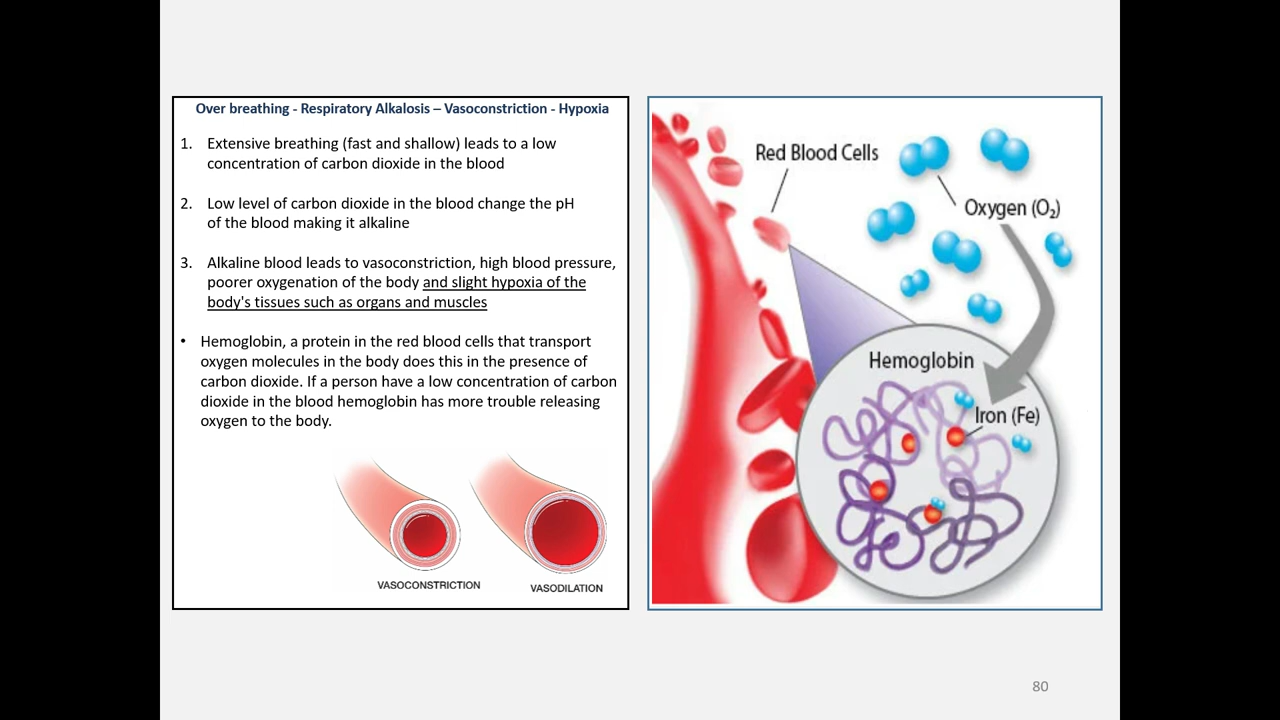 Over breathing - Respiratory Alkalosis – Vasoconstriction - Hypoxia
1. Extensive breathing (fast and shallow) leads to a low
concentration of carbon dioxide in the blood
2. Low level of carbon dioxide in the blood change the pH
of the blood making it alkaline
3. Alkaline blood leads to vasoconstriction, high blood pressure,
poorer oxygenation of the body and slight hypoxia of the
body's tissues such as organs and muscles
• Hemoglobin, a protein in the red blood cells that transport
oxygen molecules in the body does this in the presence of
carbon dioxide. If a person have a low concentration of carbon
dioxide in the blood hemoglobin has more trouble releasing
oxygen to the body.
VASOCONSTRICTION
VASODILATION
Red Blood Cells
Oxygen (O₂)
Hemoglobin
Iron (Fe)
80